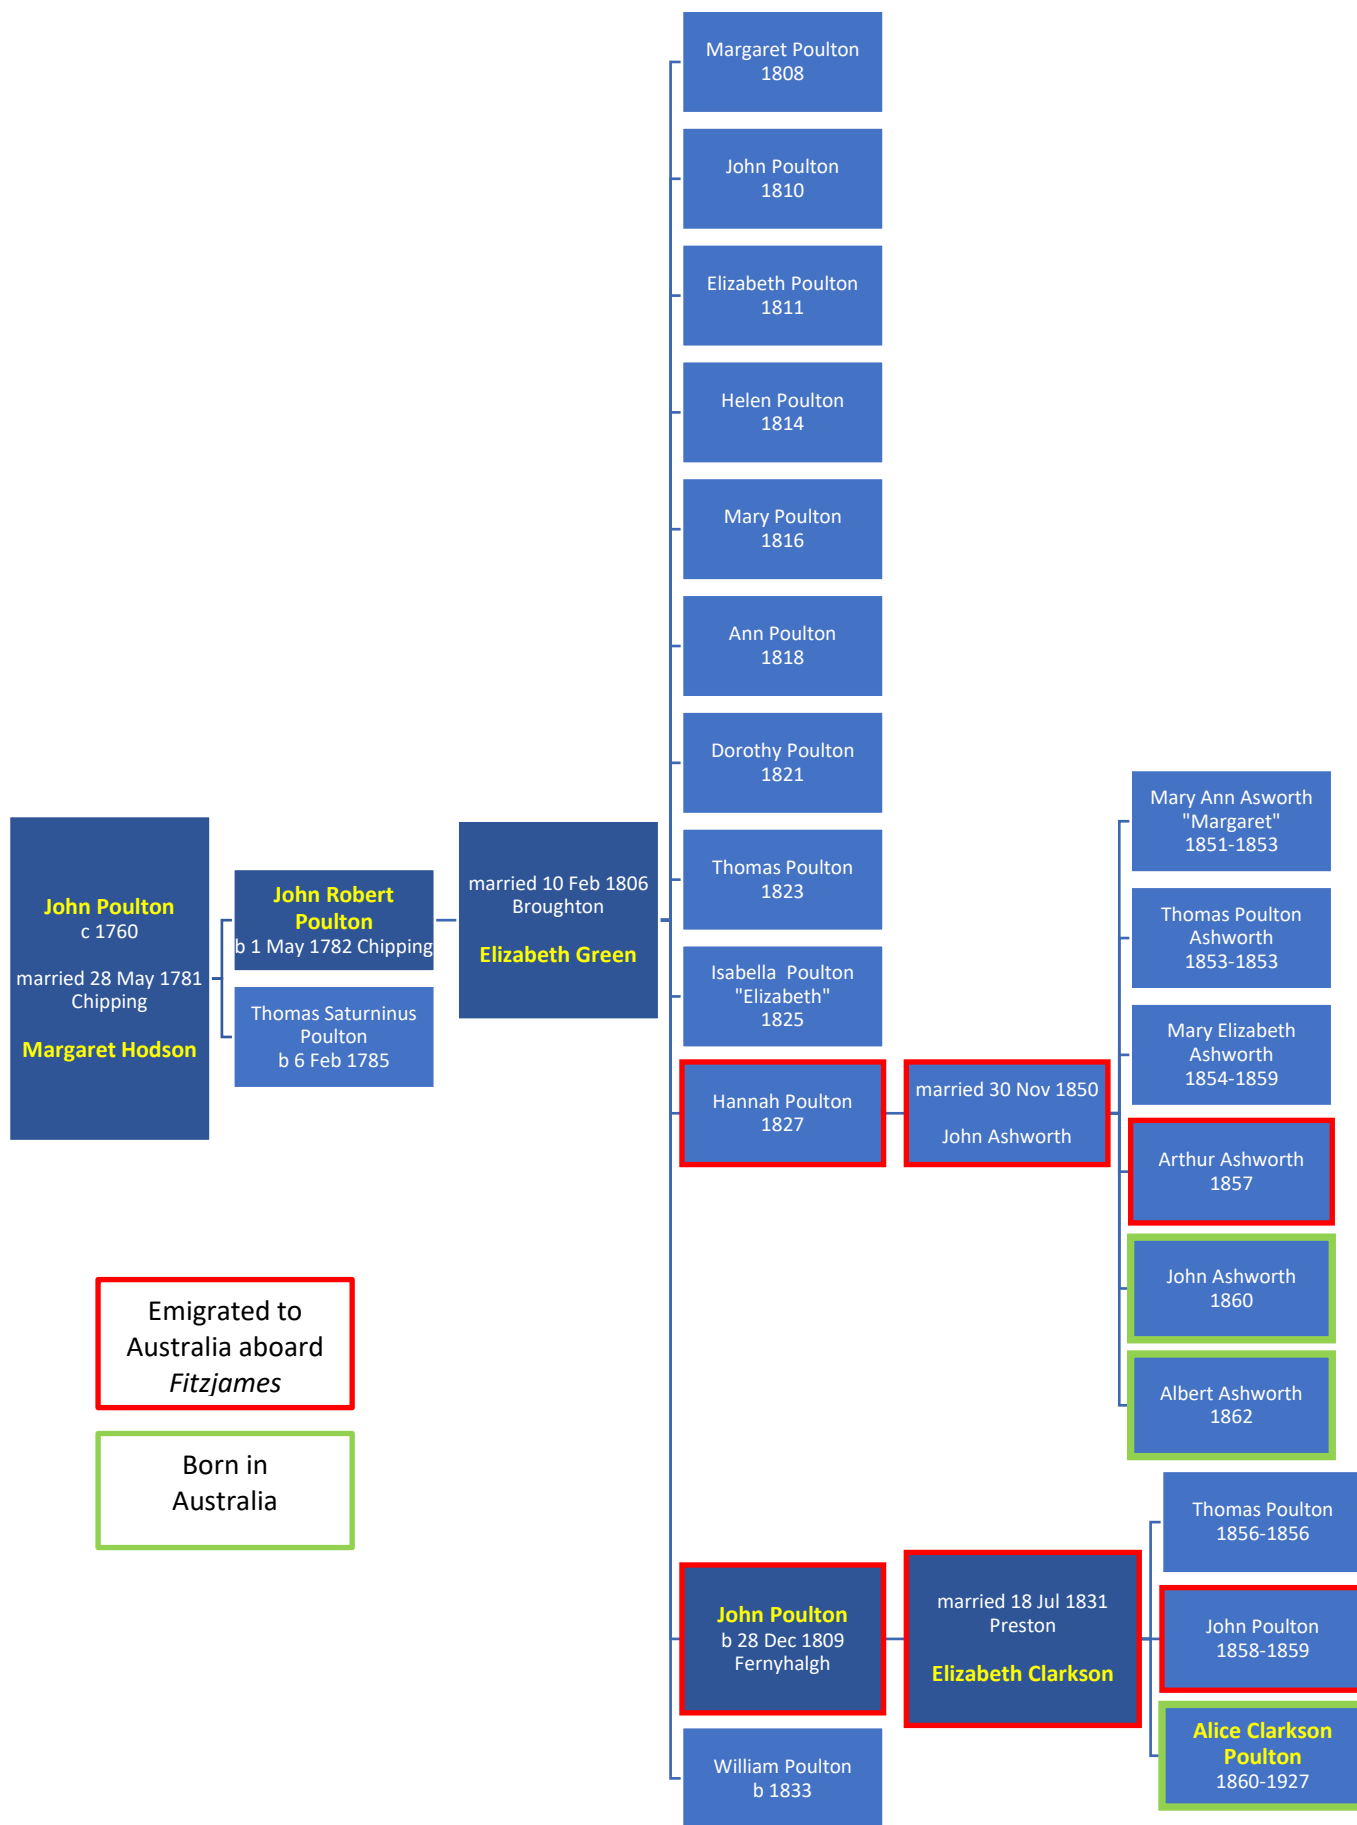 John Poulton
c 1760
married 28 May 1781
Chipping
Margaret Hodson
John Robert
Poulton
b 1 May 1782 Chipping
Thomas Saturninus
Poulton
b 6 Feb 1785
married 10 Feb 1806
Broughton
Elizabeth Green
Margaret Poulton
1808
John Poulton
1810
Elizabeth Poulton
1811
Helen Poulton
1814
Mary Poulton
1816
Ann Poulton
1818
Dorothy Poulton
1821
Thomas Poulton
1823
Isabella  Poulton
"Elizabeth"
1825
Hannah Poulton
1827
married 30 Nov 1850
John Ashworth
Mary Ann Asworth
"Margaret"
1851-1853
Thomas Poulton
Ashworth
1853-1853
Mary Elizabeth
Ashworth
1854-1859
Arthur Ashworth
1857
John Ashworth
1860
Albert Ashworth
1862
John Poulton
b 28 Dec 1809
Fernyhalgh
married 18 Jul 1831
Preston
Elizabeth Clarkson
Thomas Poulton
1856-1856
John Poulton
1858-1859
Alice Clarkson
Poulton
1860-1927
William Poulton
b 1833
Emigrated to
Australia aboard
Fitzjames
Born in
Australia